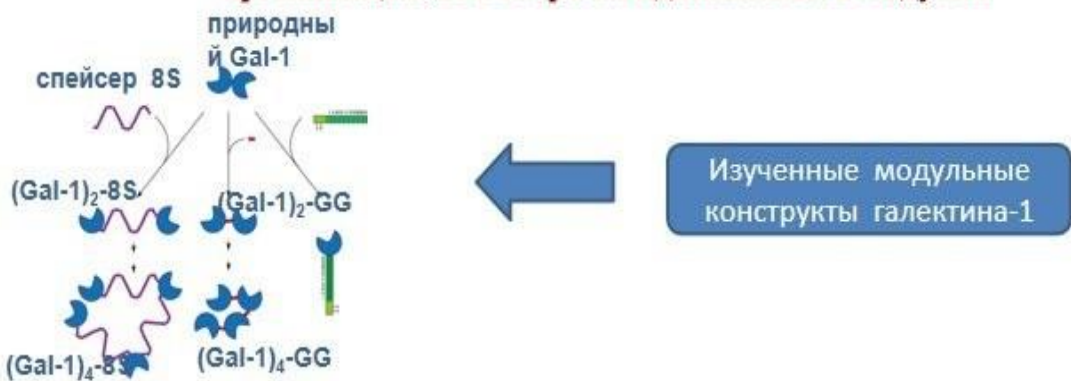 природны
й Gal-1
спейсер 8S
(Gal-1)2-8S
(Gal-1)2-GG
(Gal-1)4-8S
(Gal-1)4-GG
Изученные модульные
конструкты галектина-1